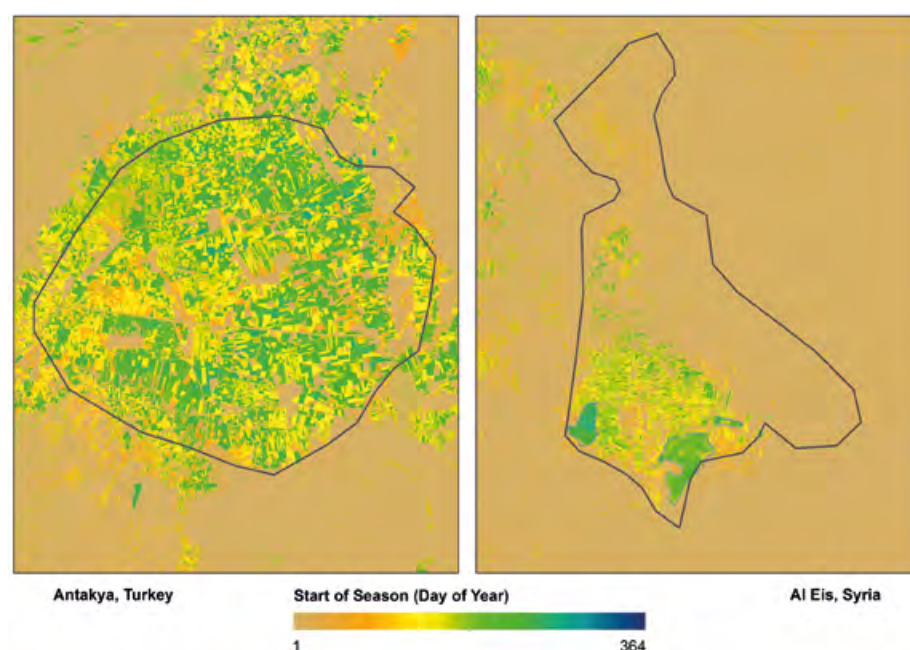 Antakya, Turkey
Start of Season (Day of Year)
Al Eis, Syria
1
364